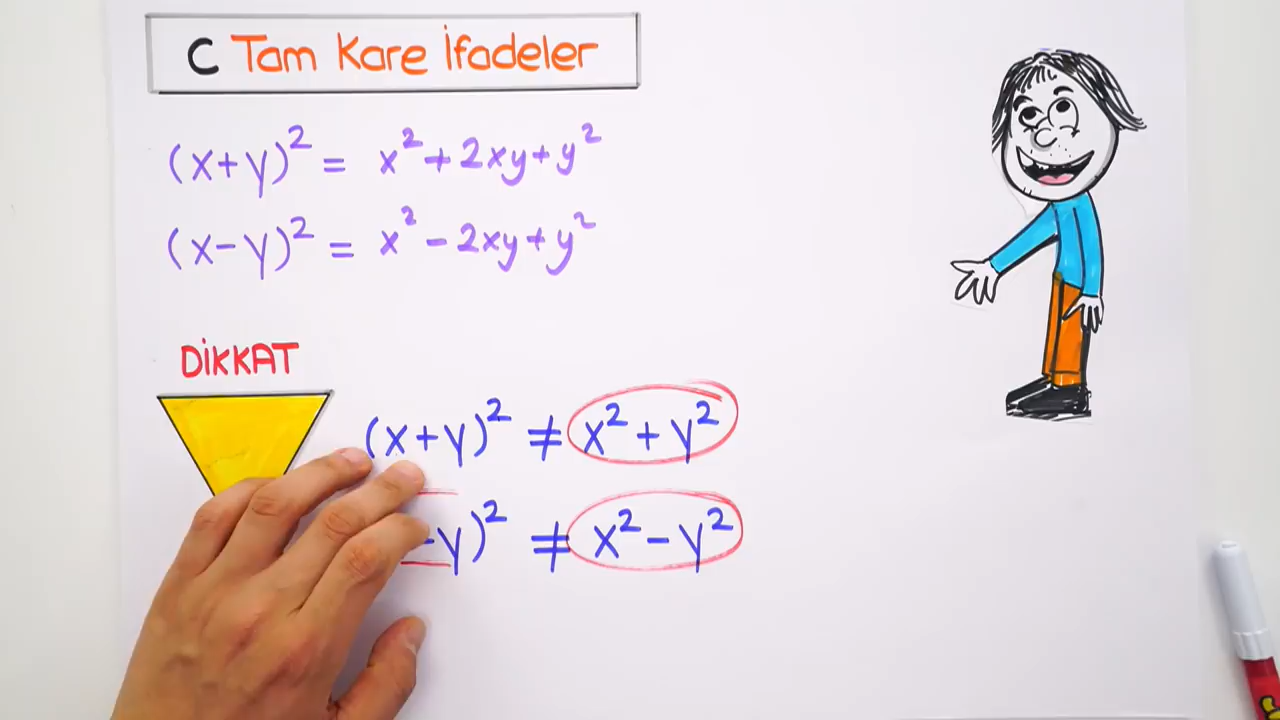 C Tam Kare İfadeler
(x+y)² = x²+2xy+y²
(x-y)² = x²-2xy+y²
DİKKAT
(x+y)² ≠ x²+y²
-y)² ≠ x²-y²